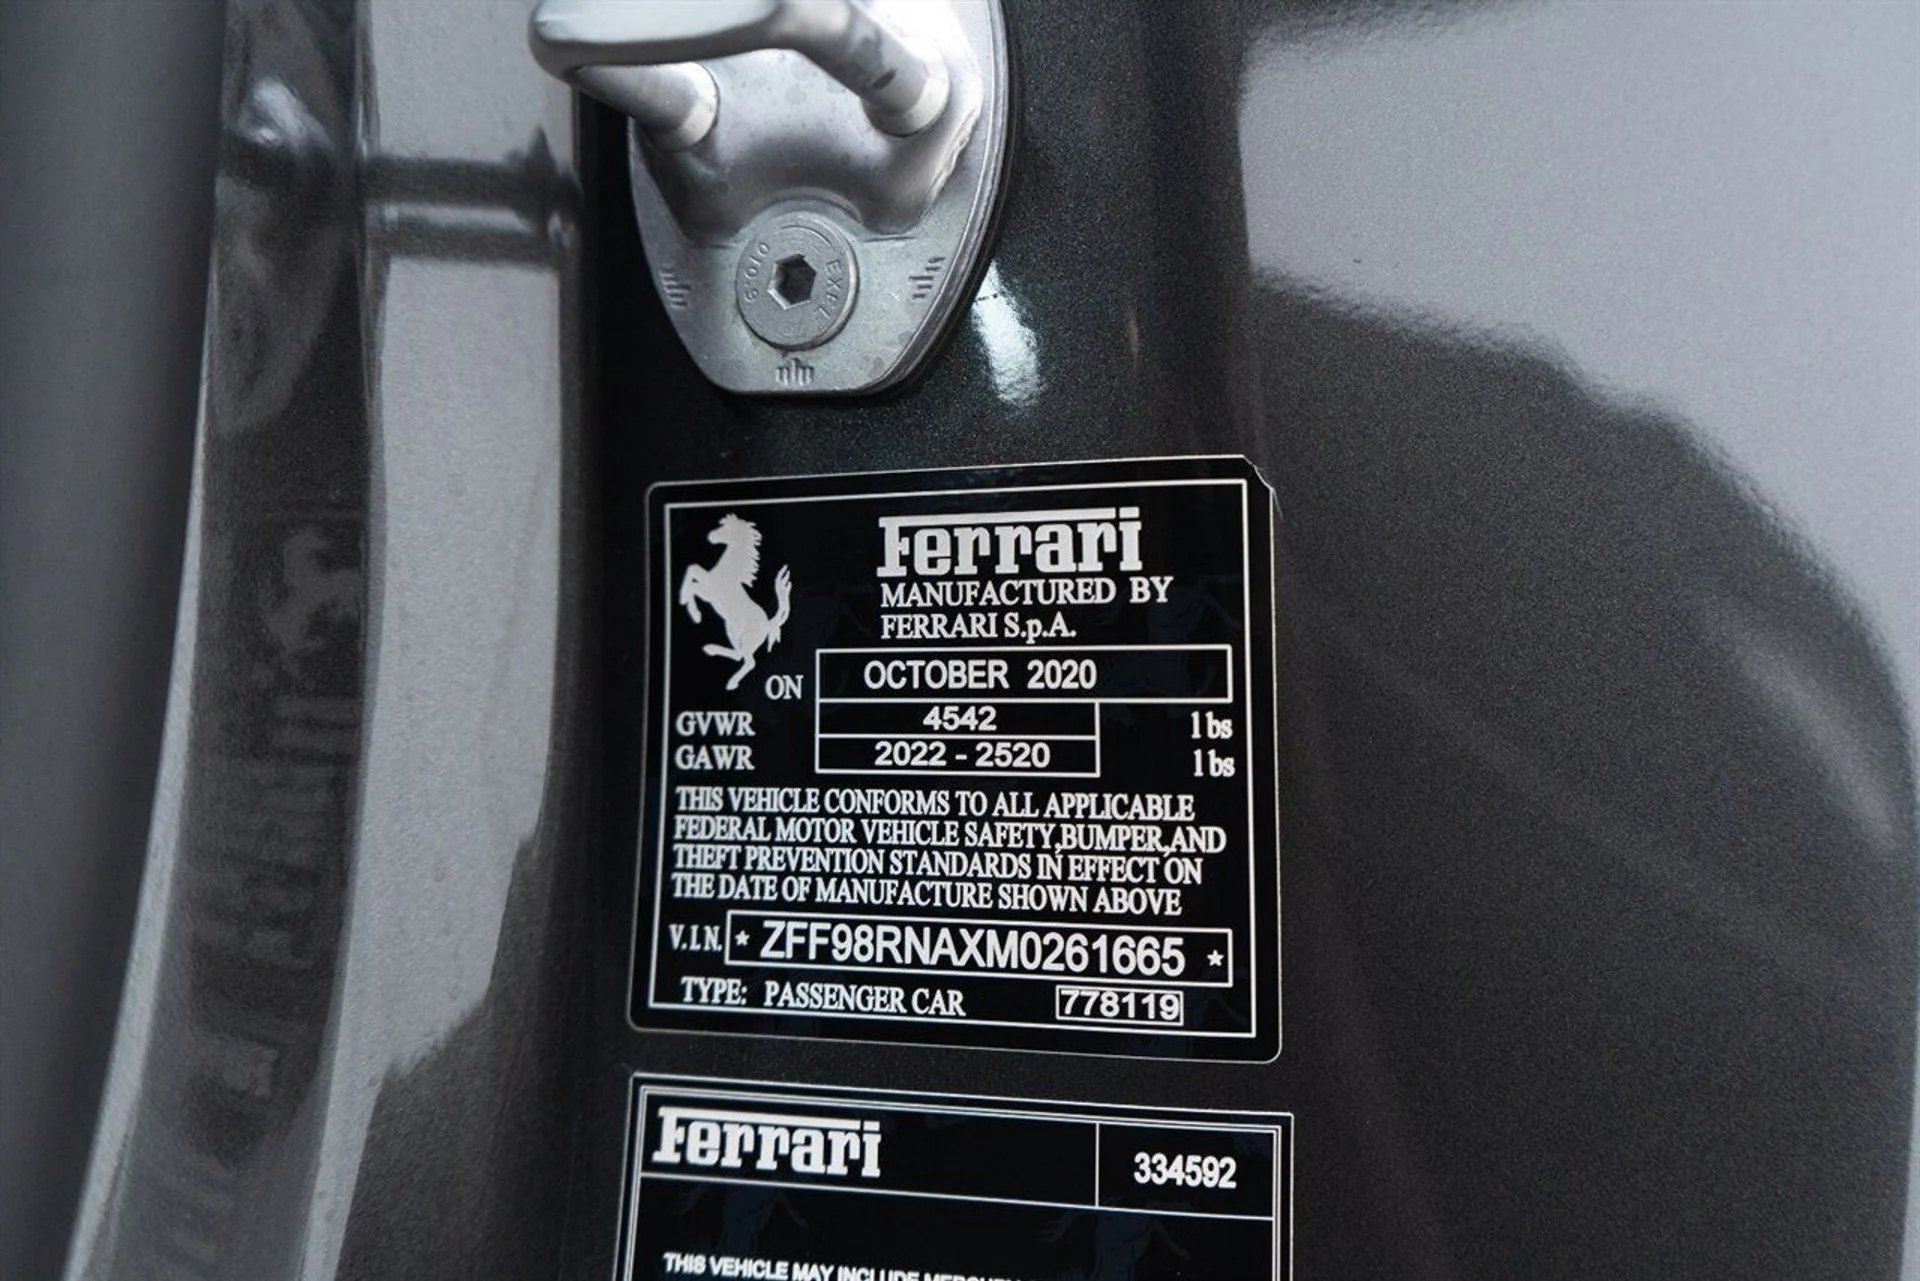 Ferrari
MANUFACTURED BY
FERRARI S.p.A.
ON OCTOBER 2020
GVWR 4542 lbs
GAWR 2022 - 2520 lbs
THIS VEHICLE CONFORMS TO ALL APPLICABLE
FEDERAL MOTOR VEHICLE SAFETY,BUMPER,AND
THEFT PREVENTION STANDARDS IN EFFECT ON
THE DATE OF MANUFACTURE SHOWN ABOVE
V.I.N. * ZFF98RNAXM0261665 *
TYPE: PASSENGER CAR 778119
Ferrari 334592
THIS VEHICLE MAY INCLUDE